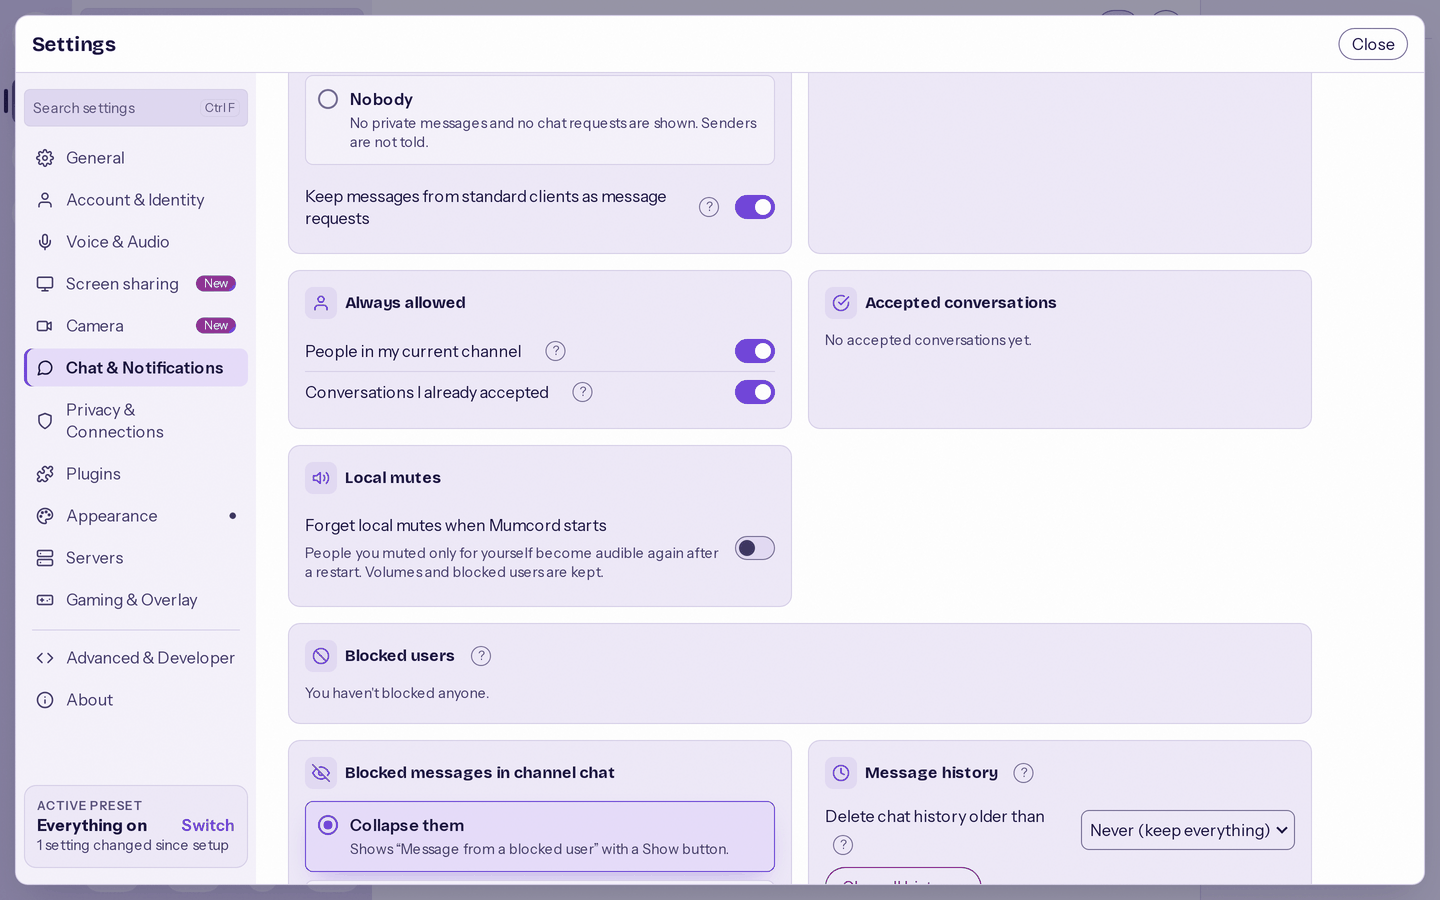 Settings
Close
Search settings
Ctrl F
General
Account & Identity
Voice & Audio
Screen sharing
New
Camera
New
Chat & Notifications
Privacy &
Connections
Plugins
Appearance
Servers
Gaming & Overlay
Advanced & Developer
About
ACTIVE PRESET
Everything on
Switch
1 setting changed since setup
Nobody
No private messages and no chat requests are shown. Senders
are not told.
Keep messages from standard clients as message
requests
?
Always allowed
People in my current channel
?
Conversations I already accepted
?
Accepted conversations
No accepted conversations yet.
Local mutes
Forget local mutes when Mumcord starts
People you muted only for yourself become audible again after
a restart. Volumes and blocked users are kept.
Blocked users
?
You haven't blocked anyone.
Blocked messages in channel chat
Collapse them
Shows “Message from a blocked user” with a Show button.
Message history
?
Delete chat history older than
?
Never (keep everything)